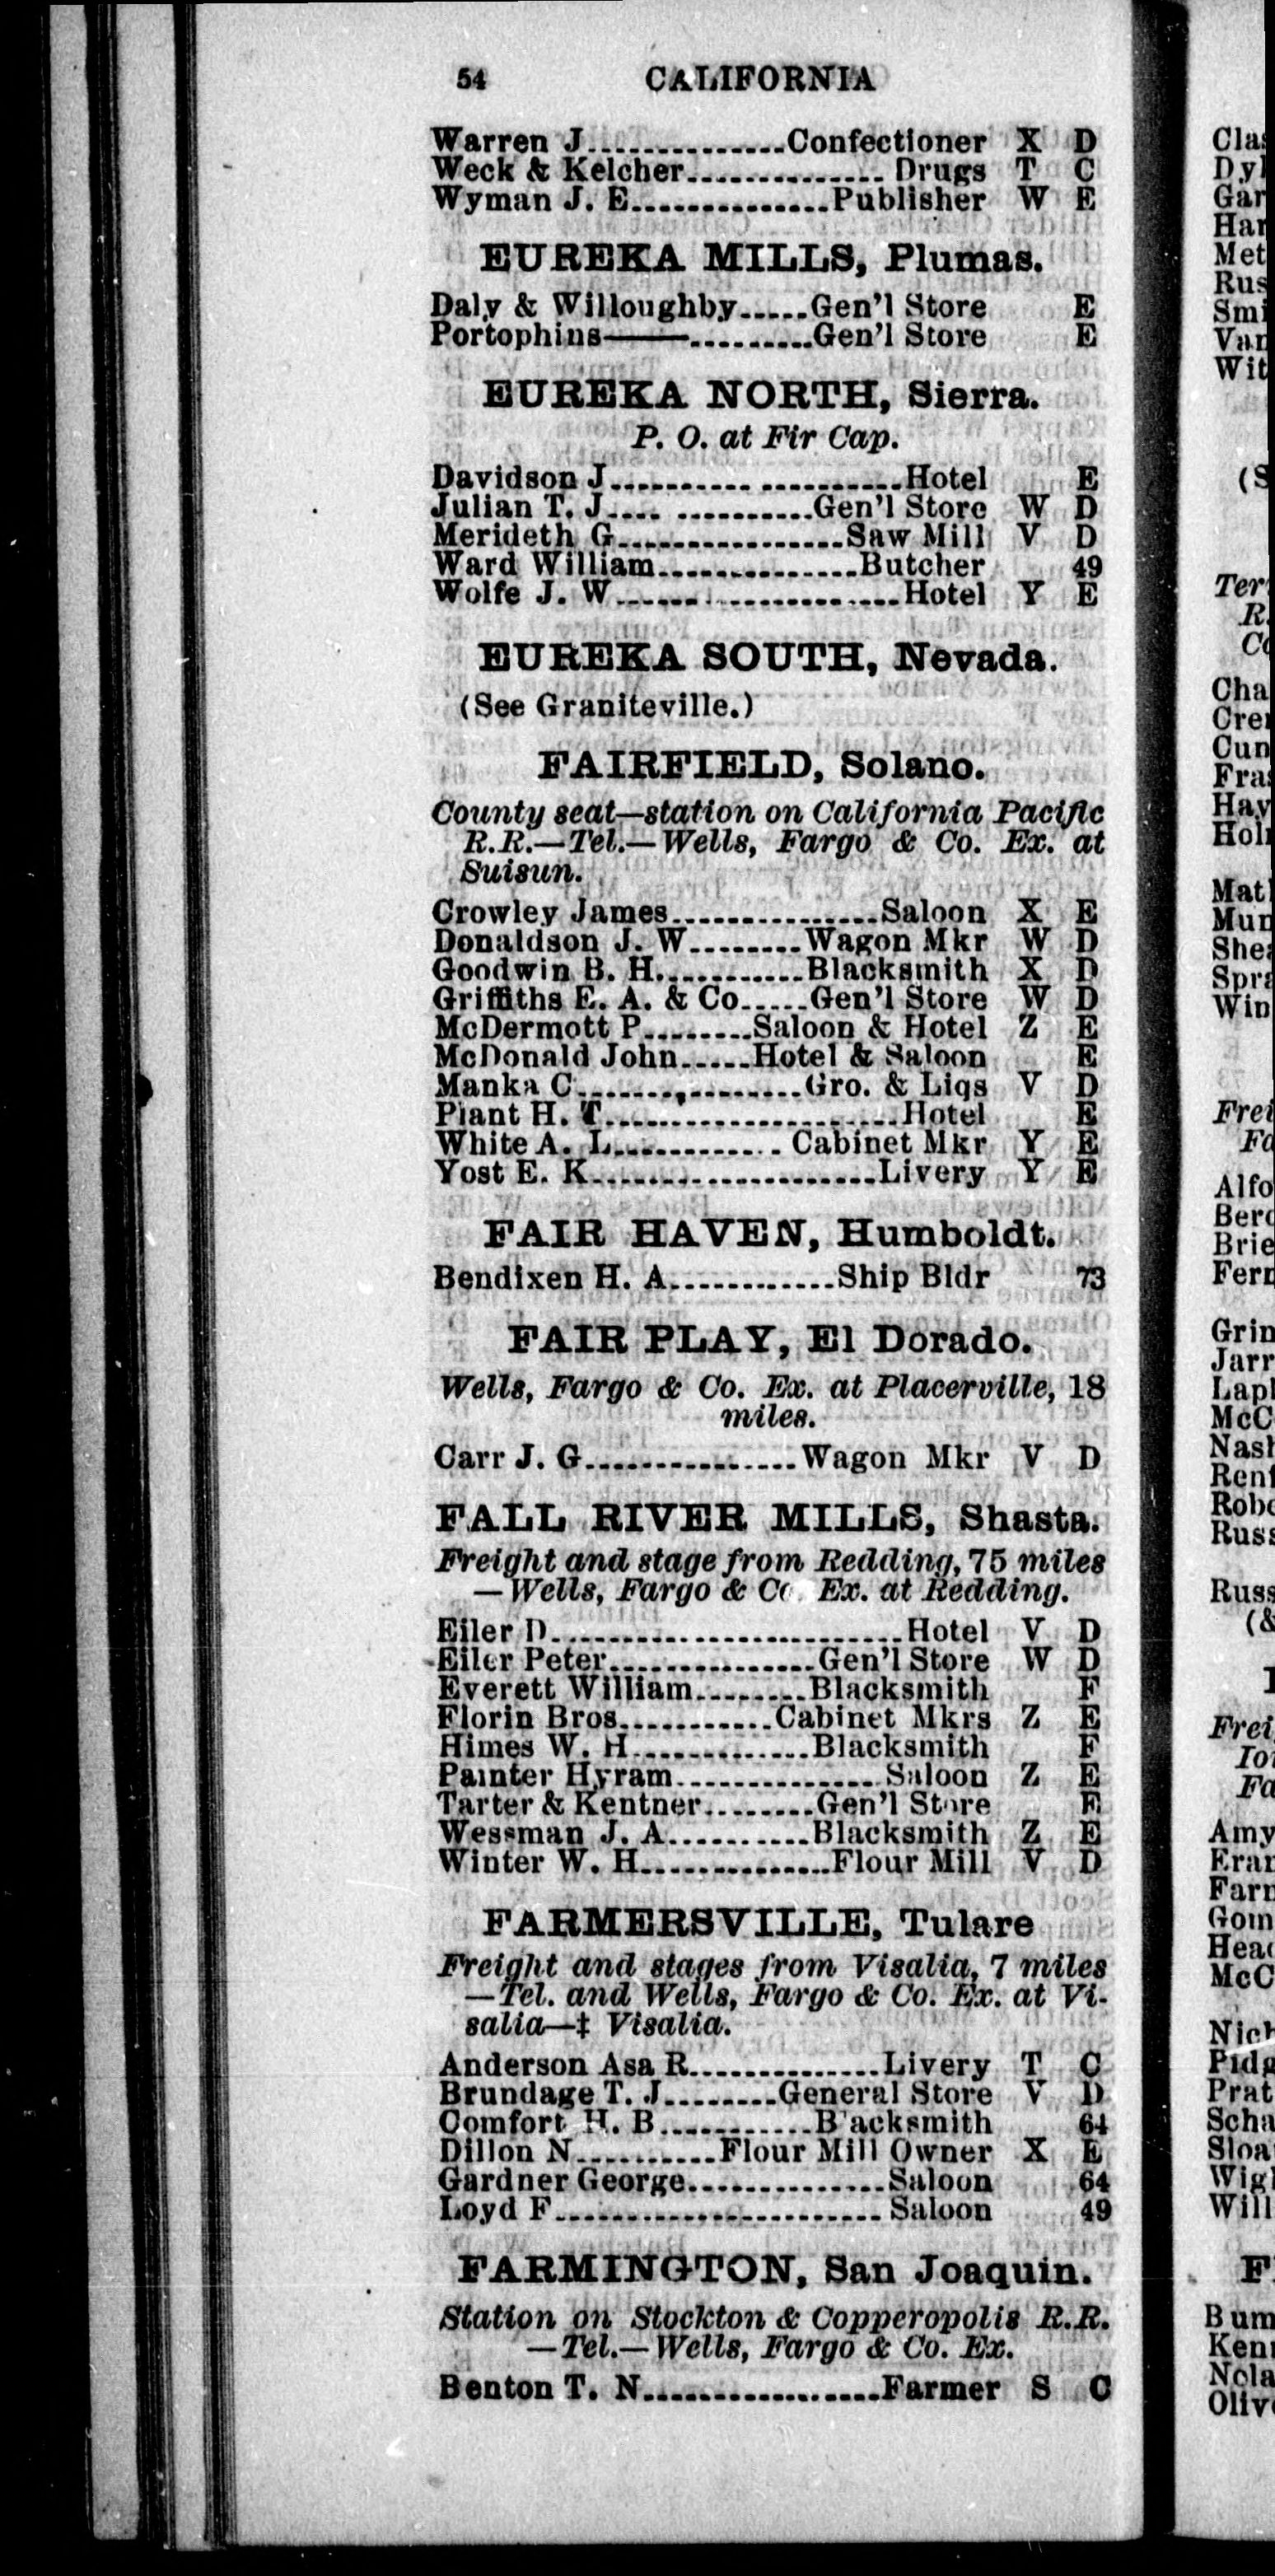 54 CALIFORNIA
Warren J...............Confectioner X D
Weck & Kelcher............... Drugs T C
Wyman J. E...............Publisher W E
EUREKA MILLS, Plumas.
Daly & Willoughby.....Gen'l Store E
Portophius——.........Gen'l Store E
EUREKA NORTH, Sierra.
P. O. at Fir Cap.
Davidson J.......... ..........Hotel E
Julian T. J.... ..........Gen'l Store W D
Merideth G.................Saw Mill V D
Ward William...............Butcher 49
Wolfe J. W.....................Hotel Y E
EUREKA SOUTH, Nevada.
(See Graniteville.)
FAIRFIELD, Solano.
County seat—station on California Pacific
R.R.—Tel.—Wells, Fargo & Co. Ex. at
Suisun.
Crowley James...............Saloon X E
Donaldson J. W........Wagon Mkr W D
Goodwin B. H...........Blacksmith X D
Griffiths E. A. & Co.....Gen'l Store W D
McDermott P........Saloon & Hotel Z E
McDonald John.....Hotel & Saloon E
Manka C................Gro. & Liqs V D
Piant H. T.....................Hotel E
White A. L............ Cabinet Mkr Y E
Yost E. K.....................Livery Y E
FAIR HAVEN, Humboldt.
Bendixen H. A............Ship Bldr 73
FAIR PLAY, El Dorado.
Wells, Fargo & Co. Ex. at Placerville, 18
miles.
Carr J. G...............Wagon Mkr V D
FALL RIVER MILLS, Shasta.
Freight and stage from Redding, 75 miles
—Wells, Fargo & Co. Ex. at Redding.
Eiler D..........................Hotel V D
Eiler Peter...............Gen'l Store W D
Everett William........Blacksmith F
Florin Bros...........Cabinet Mkrs Z E
Himes W. H.............Blacksmith F
Painter Hyram...............Saloon Z E
Tarter & Kentner........Gen'l Store E
Wessman J. A..........Blacksmith Z E
Winter W. H..............Flour Mill V D
FARMERSVILLE, Tulare
Freight and stages from Visalia, 7 miles
—Tel. and Wells, Fargo & Co. Ex. at Vi-
salia—‡ Visalia.
Anderson Asa R..............Livery T C
Brundage T. J........General Store V D
Comfort H. B...........B'acksmith 64
Dillon N..........Flour Mill Owner X E
Gardner George..............Saloon 64
Loyd F........................ Saloon 49
FARMINGTON, San Joaquin.
Station on Stockton & Copperopolis R.R.
—Tel.—Wells, Fargo & Co. Ex.
Benton T. N.................Farmer S C